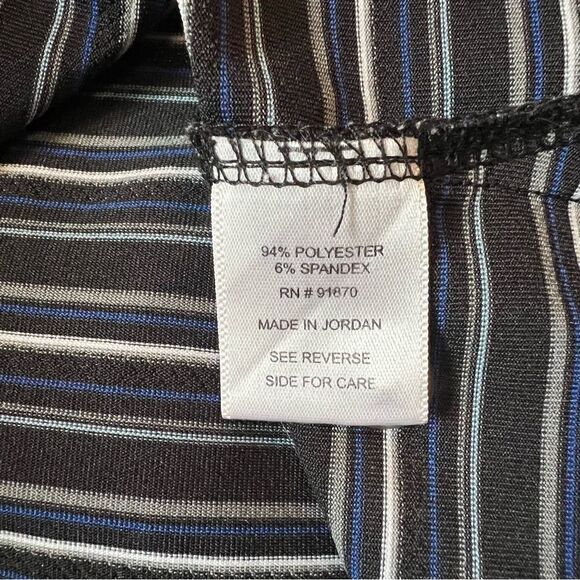 94% POLYESTER
6% SPANDEX
RN # 91870
MADE IN JORDAN
SEE REVERSE
SIDE FOR CARE